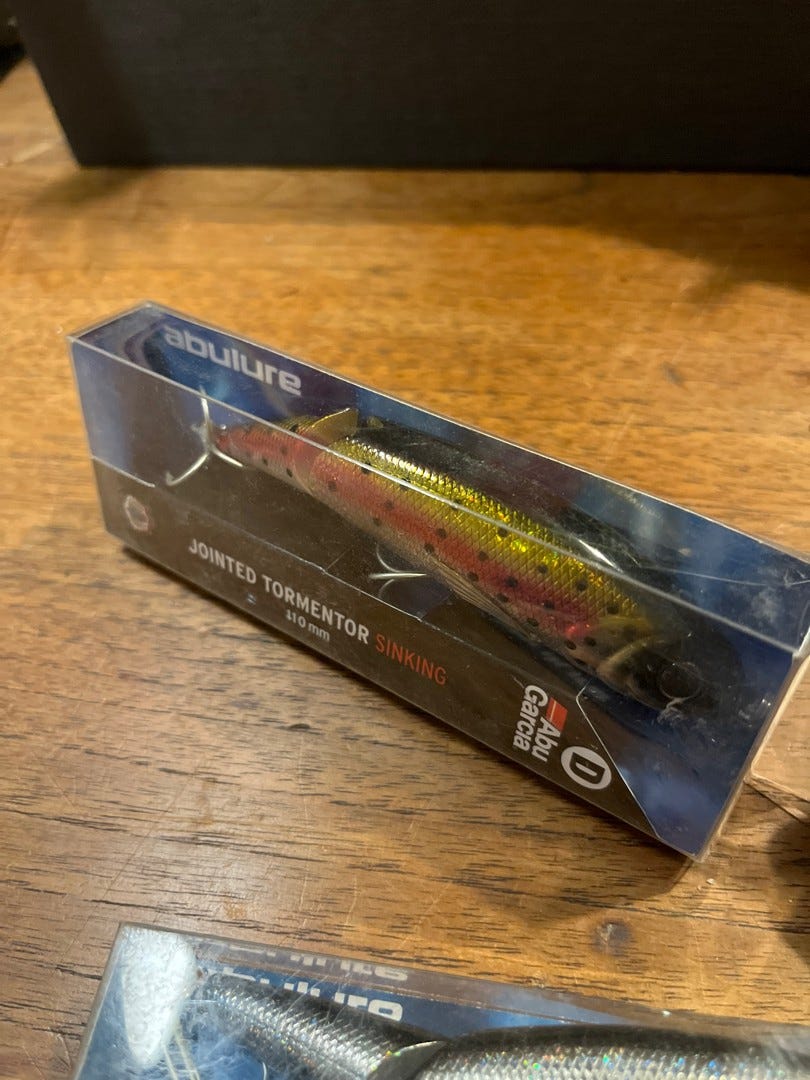 abulure
JOINTED TORMENTOR SINKING
110 mm
Abu
Garcia
D